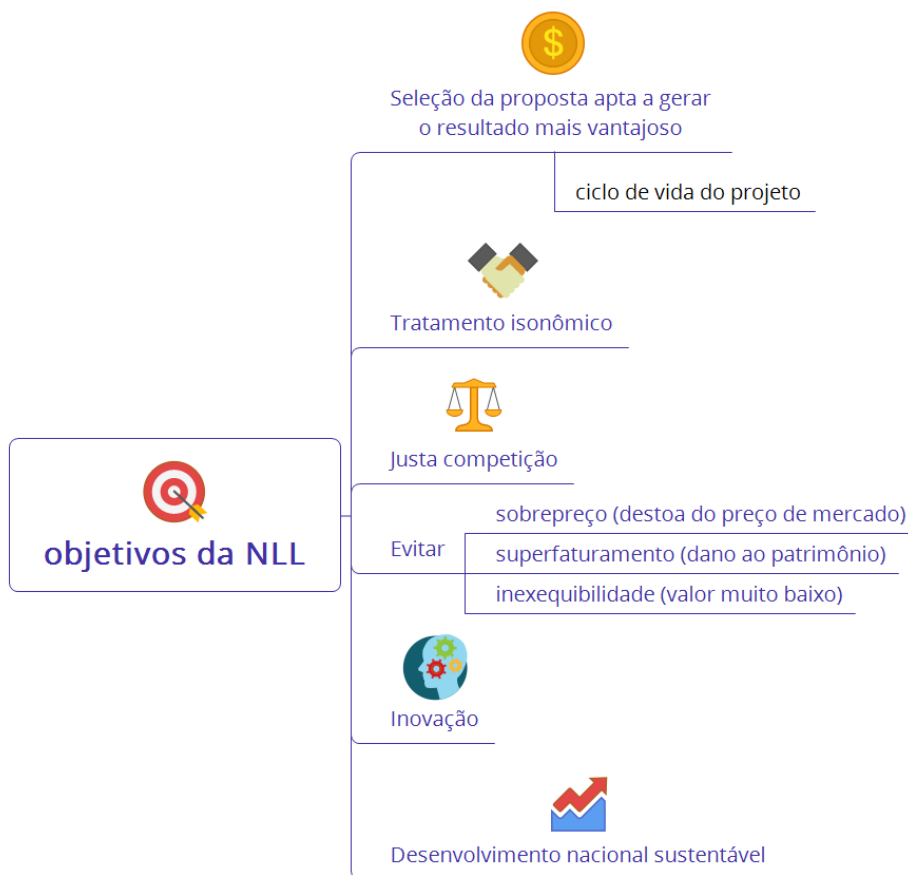 $
Seleção da proposta apta a gerar
o resultado mais vantajoso
ciclo de vida do projeto
Tratamento isonômico
Justa competição
objetivos da NLL
Evitar
sobrepreço (destoa do preço de mercado)
superfaturamento (dano ao patrimônio)
inexequibilidade (valor muito baixo)
Inovação
Desenvolvimento nacional sustentável